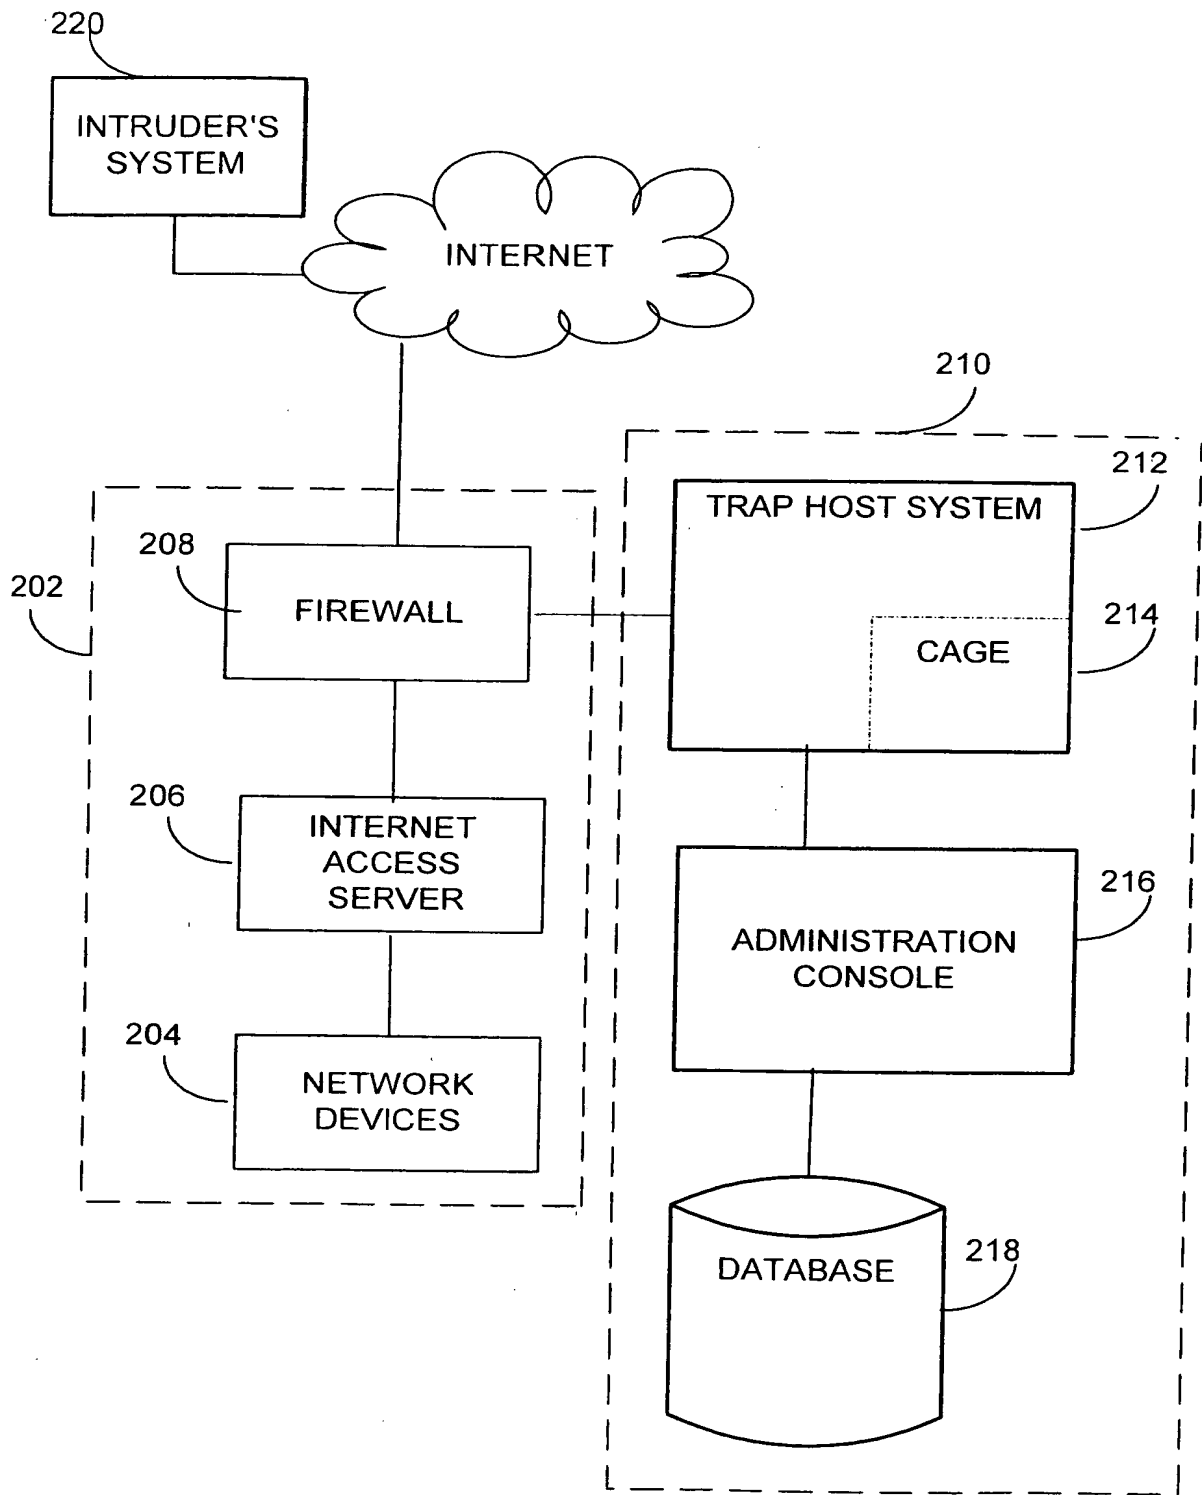 220
INTRUDER'S
SYSTEM
INTERNET
210
212
TRAP HOST SYSTEM
208
202
FIREWALL
214
CAGE
206
INTERNET
ACCESS
SERVER
216
ADMINISTRATION
CONSOLE
204
NETWORK
DEVICES
218
DATABASE